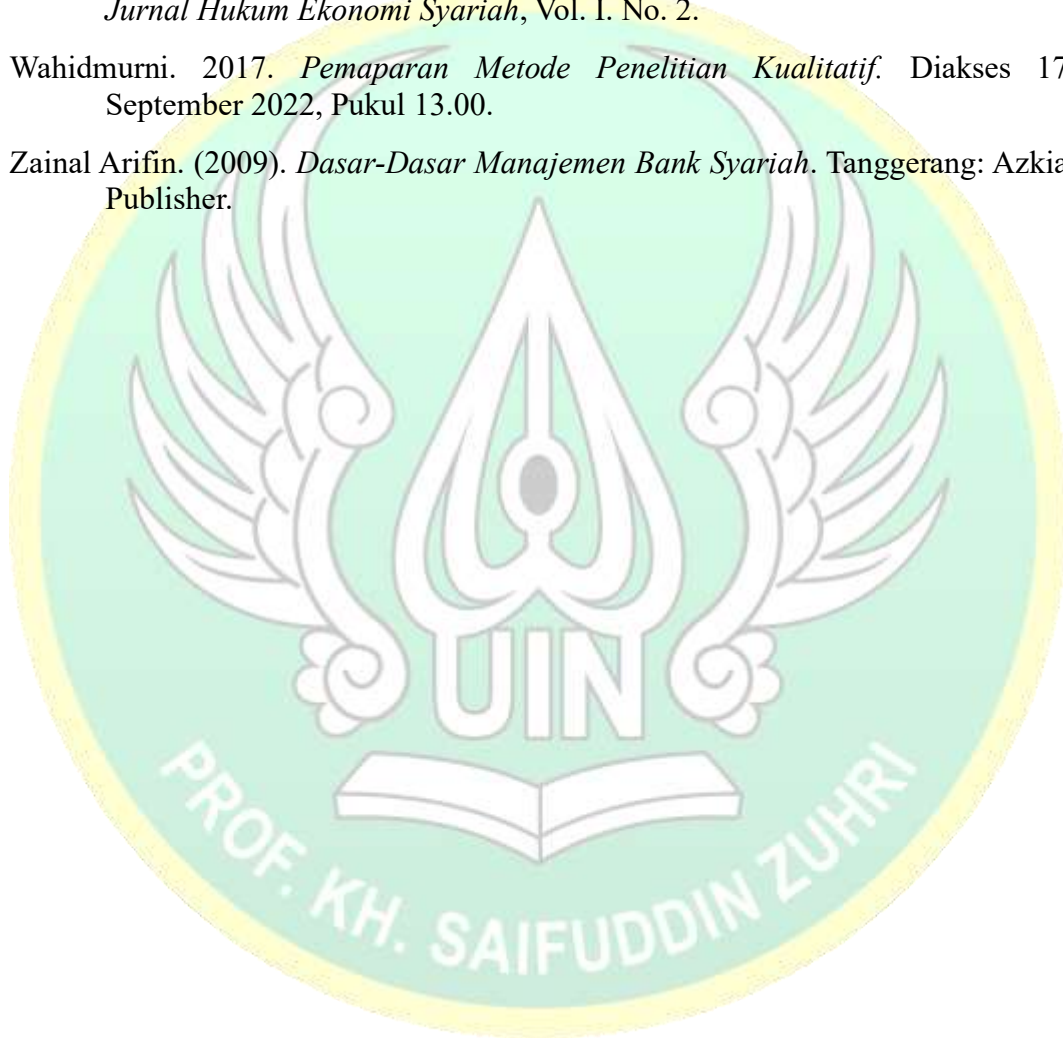 Jurnal Hukum Ekonomi Syariah, Vol. I. No. 2.
Wahidmurni. 2017. Pemaparan Metode Penelitian Kualitatif. Diakses 17
September 2022, Pukul 13.00.
Zainal Arifin. (2009). Dasar-Dasar Manajemen Bank Syariah. Tanggerang: Azkia
Publisher.
UIN
PROF. KH. SAIFUDDIN ZUHRI